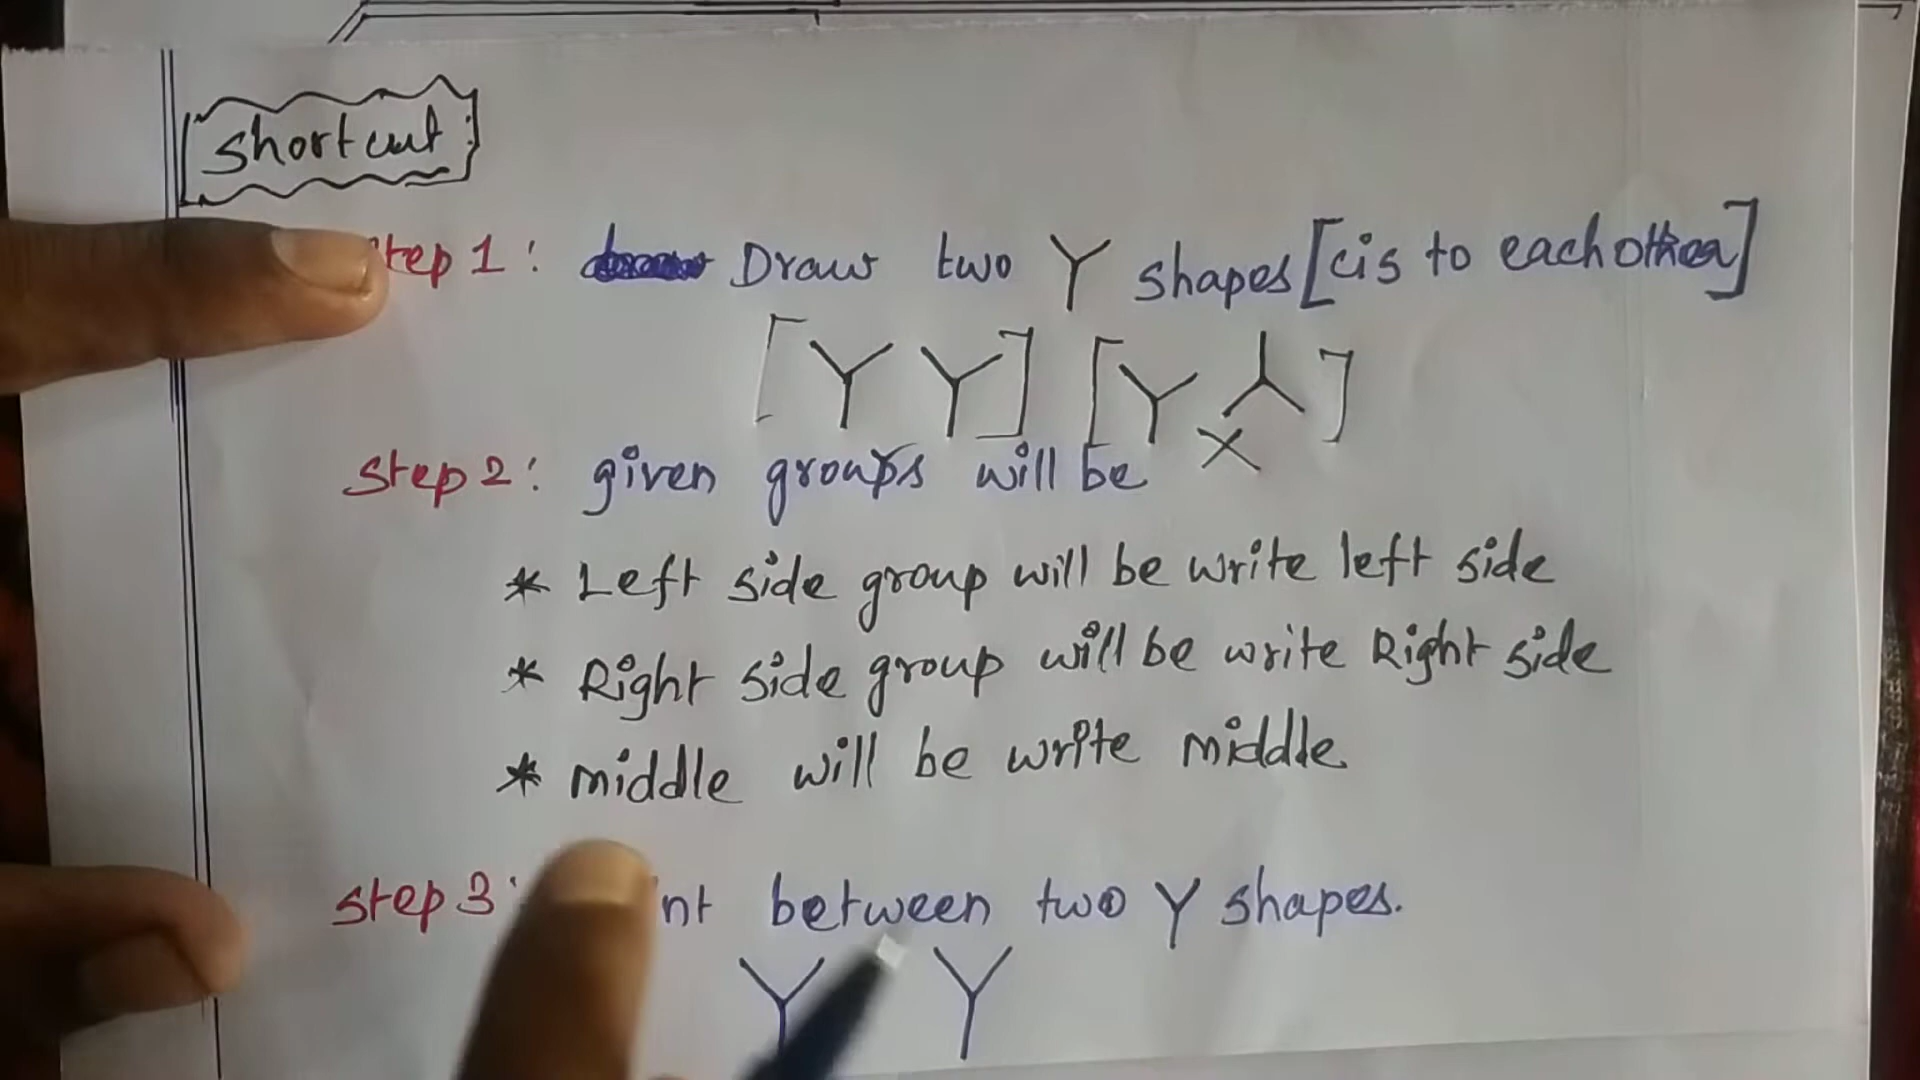 Shortcut
Step 1: Draw two Y shapes [cis to each other]
[Y Y] [Y Y]
X
Step 2: given groups will be
* Left side group will be write left side
* Right side group will be write Right side
* middle will be write middle
Step 3: between two Y shapes.
Y Y